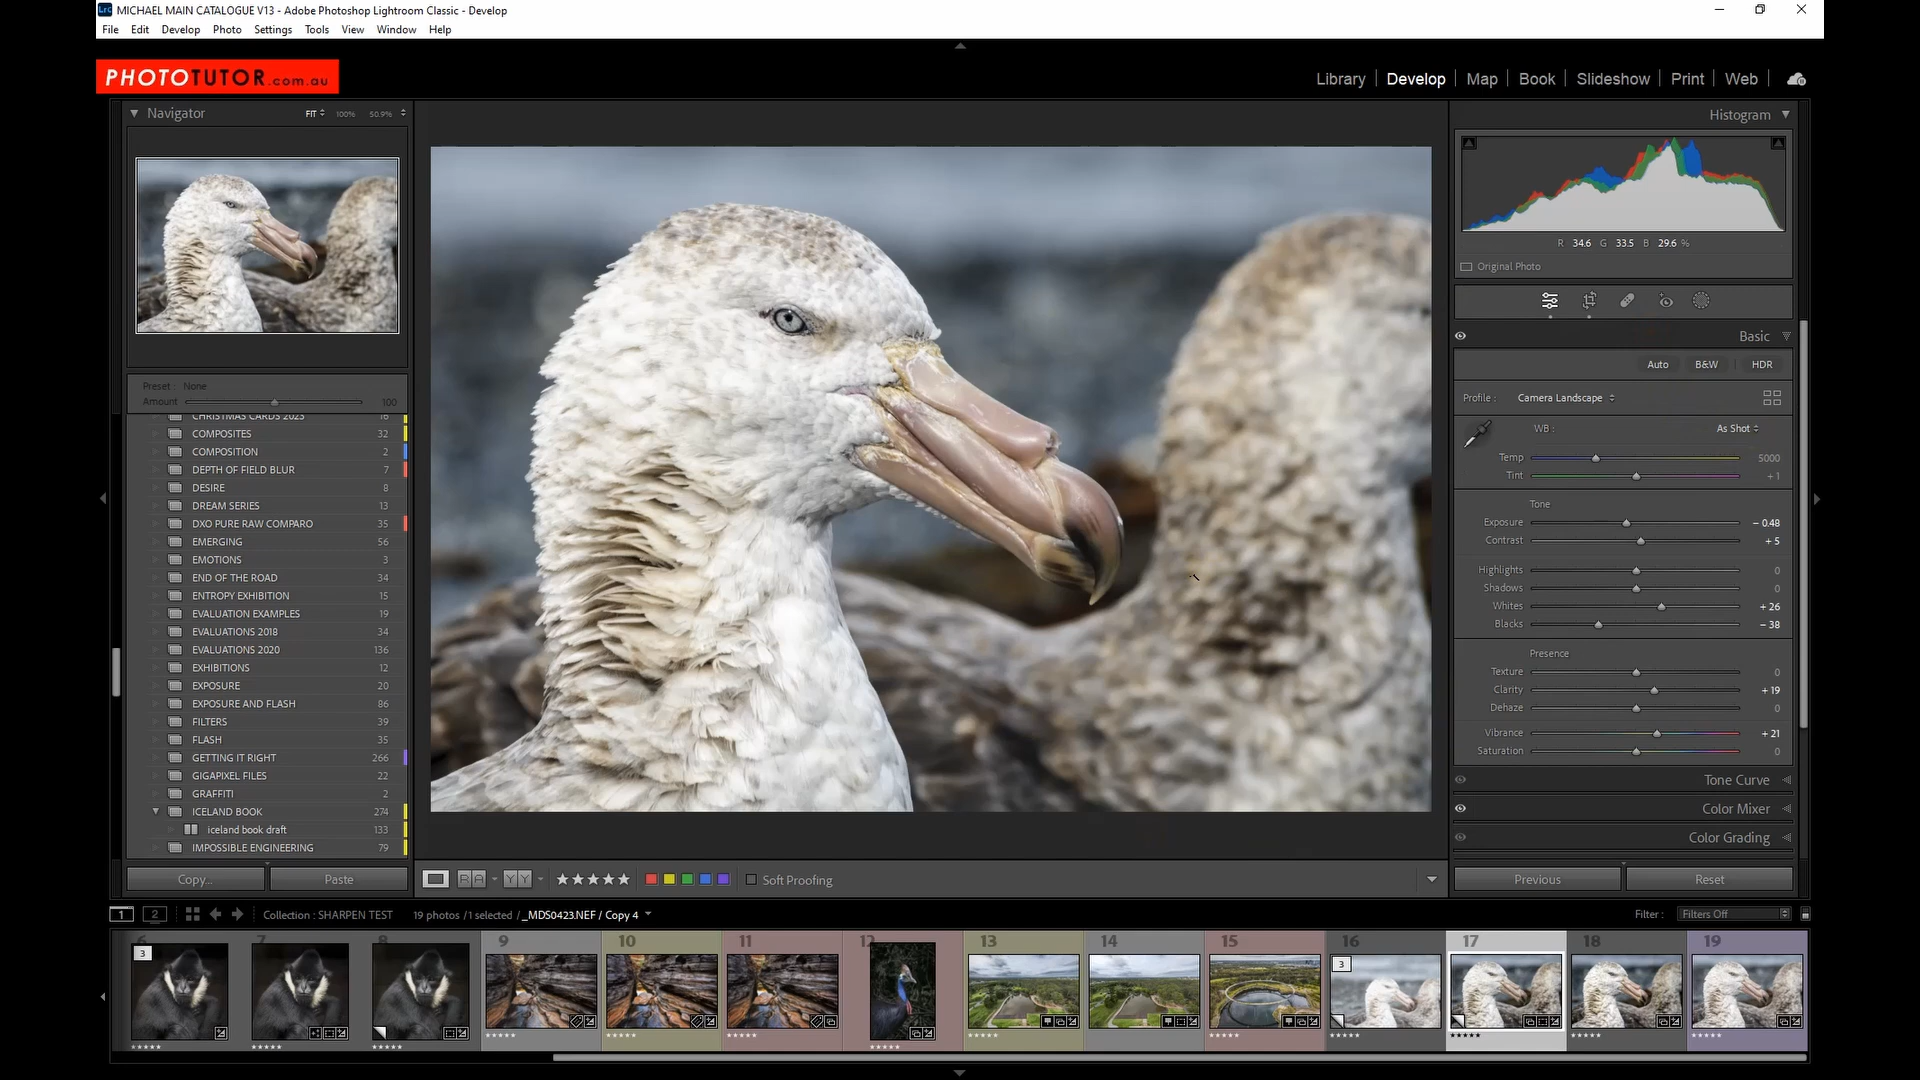 MICHAEL MAIN CATALOGUE V13 - Adobe Photoshop Lightroom Classic - Develop
File Edit Develop Photo Settings Tools Window Help View
PHOTOTUTOR.com.au
Library Develop Map Book Slideshow Print Web
Navigator FIT 100% 50.9%
Preset : None
Amount 100
CHRISTMAS CARDS 2023 16
COMPOSITES 32
COMPOSITION 2
DEPTH OF FIELD BLUR 7
DESIRE 8
DREAM SERIES 13
DXO PURE RAW COMPARO 35
EMERGING 56
EMOTIONS 3
END OF THE ROAD 34
ENTROPY EXHIBITION 15
EVALUATION EXAMPLES 19
EVALUATIONS 2018 34
EVALUATIONS 2020 136
EXHIBITIONS 12
EXPOSURE 20
EXPOSURE AND FLASH 86
FILTERS 39
FLASH 35
GETTING IT RIGHT 266
GIGAPIXEL FILES 22
GRAFFITI 2
ICELAND BOOK 274
iceland book draft 133
IMPOSSIBLE ENGINEERING 79
Copy... Paste
Histogram
R 34.6 G 33.5 B 29.6 %
Original Photo
Basic
Auto B&W HDR
Profile : Camera Landscape
WB : As Shot
Temp 5000
Tint + 1
Tone
Exposure - 0.48
Contrast + 5
Highlights 0
Shadows 0
Whites + 26
Blacks - 38
Presence
Texture 0
Clarity + 19
Dehaze 0
Vibrance + 21
Saturation 0
Tone Curve
Color Mixer
Color Grading
Previous Reset
R A Y Y Soft Proofing
1 2 Collection : SHARPEN TEST 19 photos / 1 selected / _MDS0423.NEF / Copy 4 Filter : Filters Off
6 7 8 9 10 11 12 13 14 15 16 17 18 19
3 3